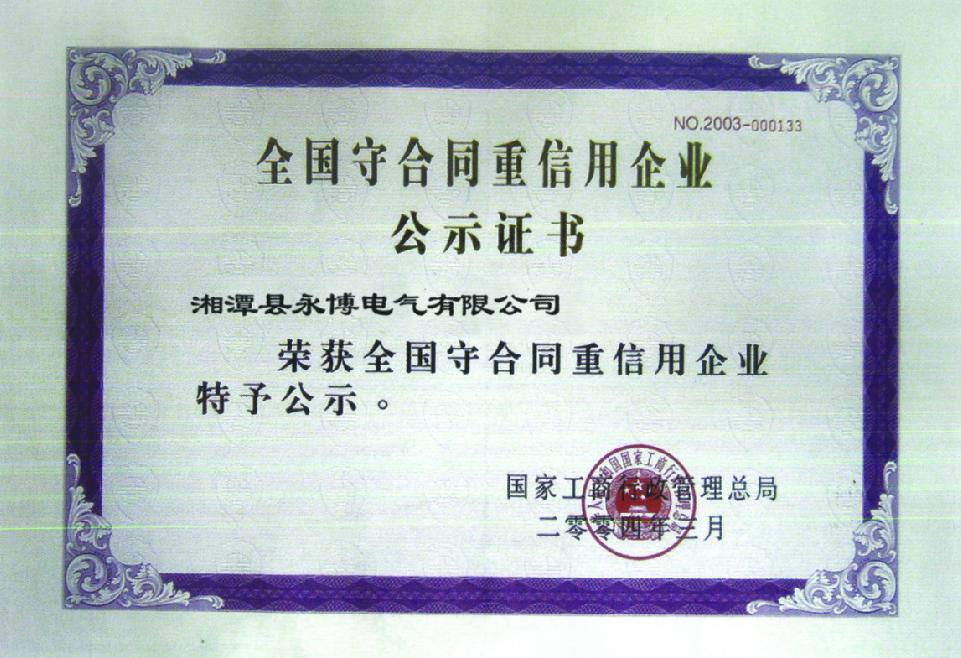 NO.2003-000133
全国守合同重信用企业
公示证书
湘潭县永博电气有限公司
荣获全国守合同重信用企业
特予公示。
国家工商行政管理总局
二零零四年三月